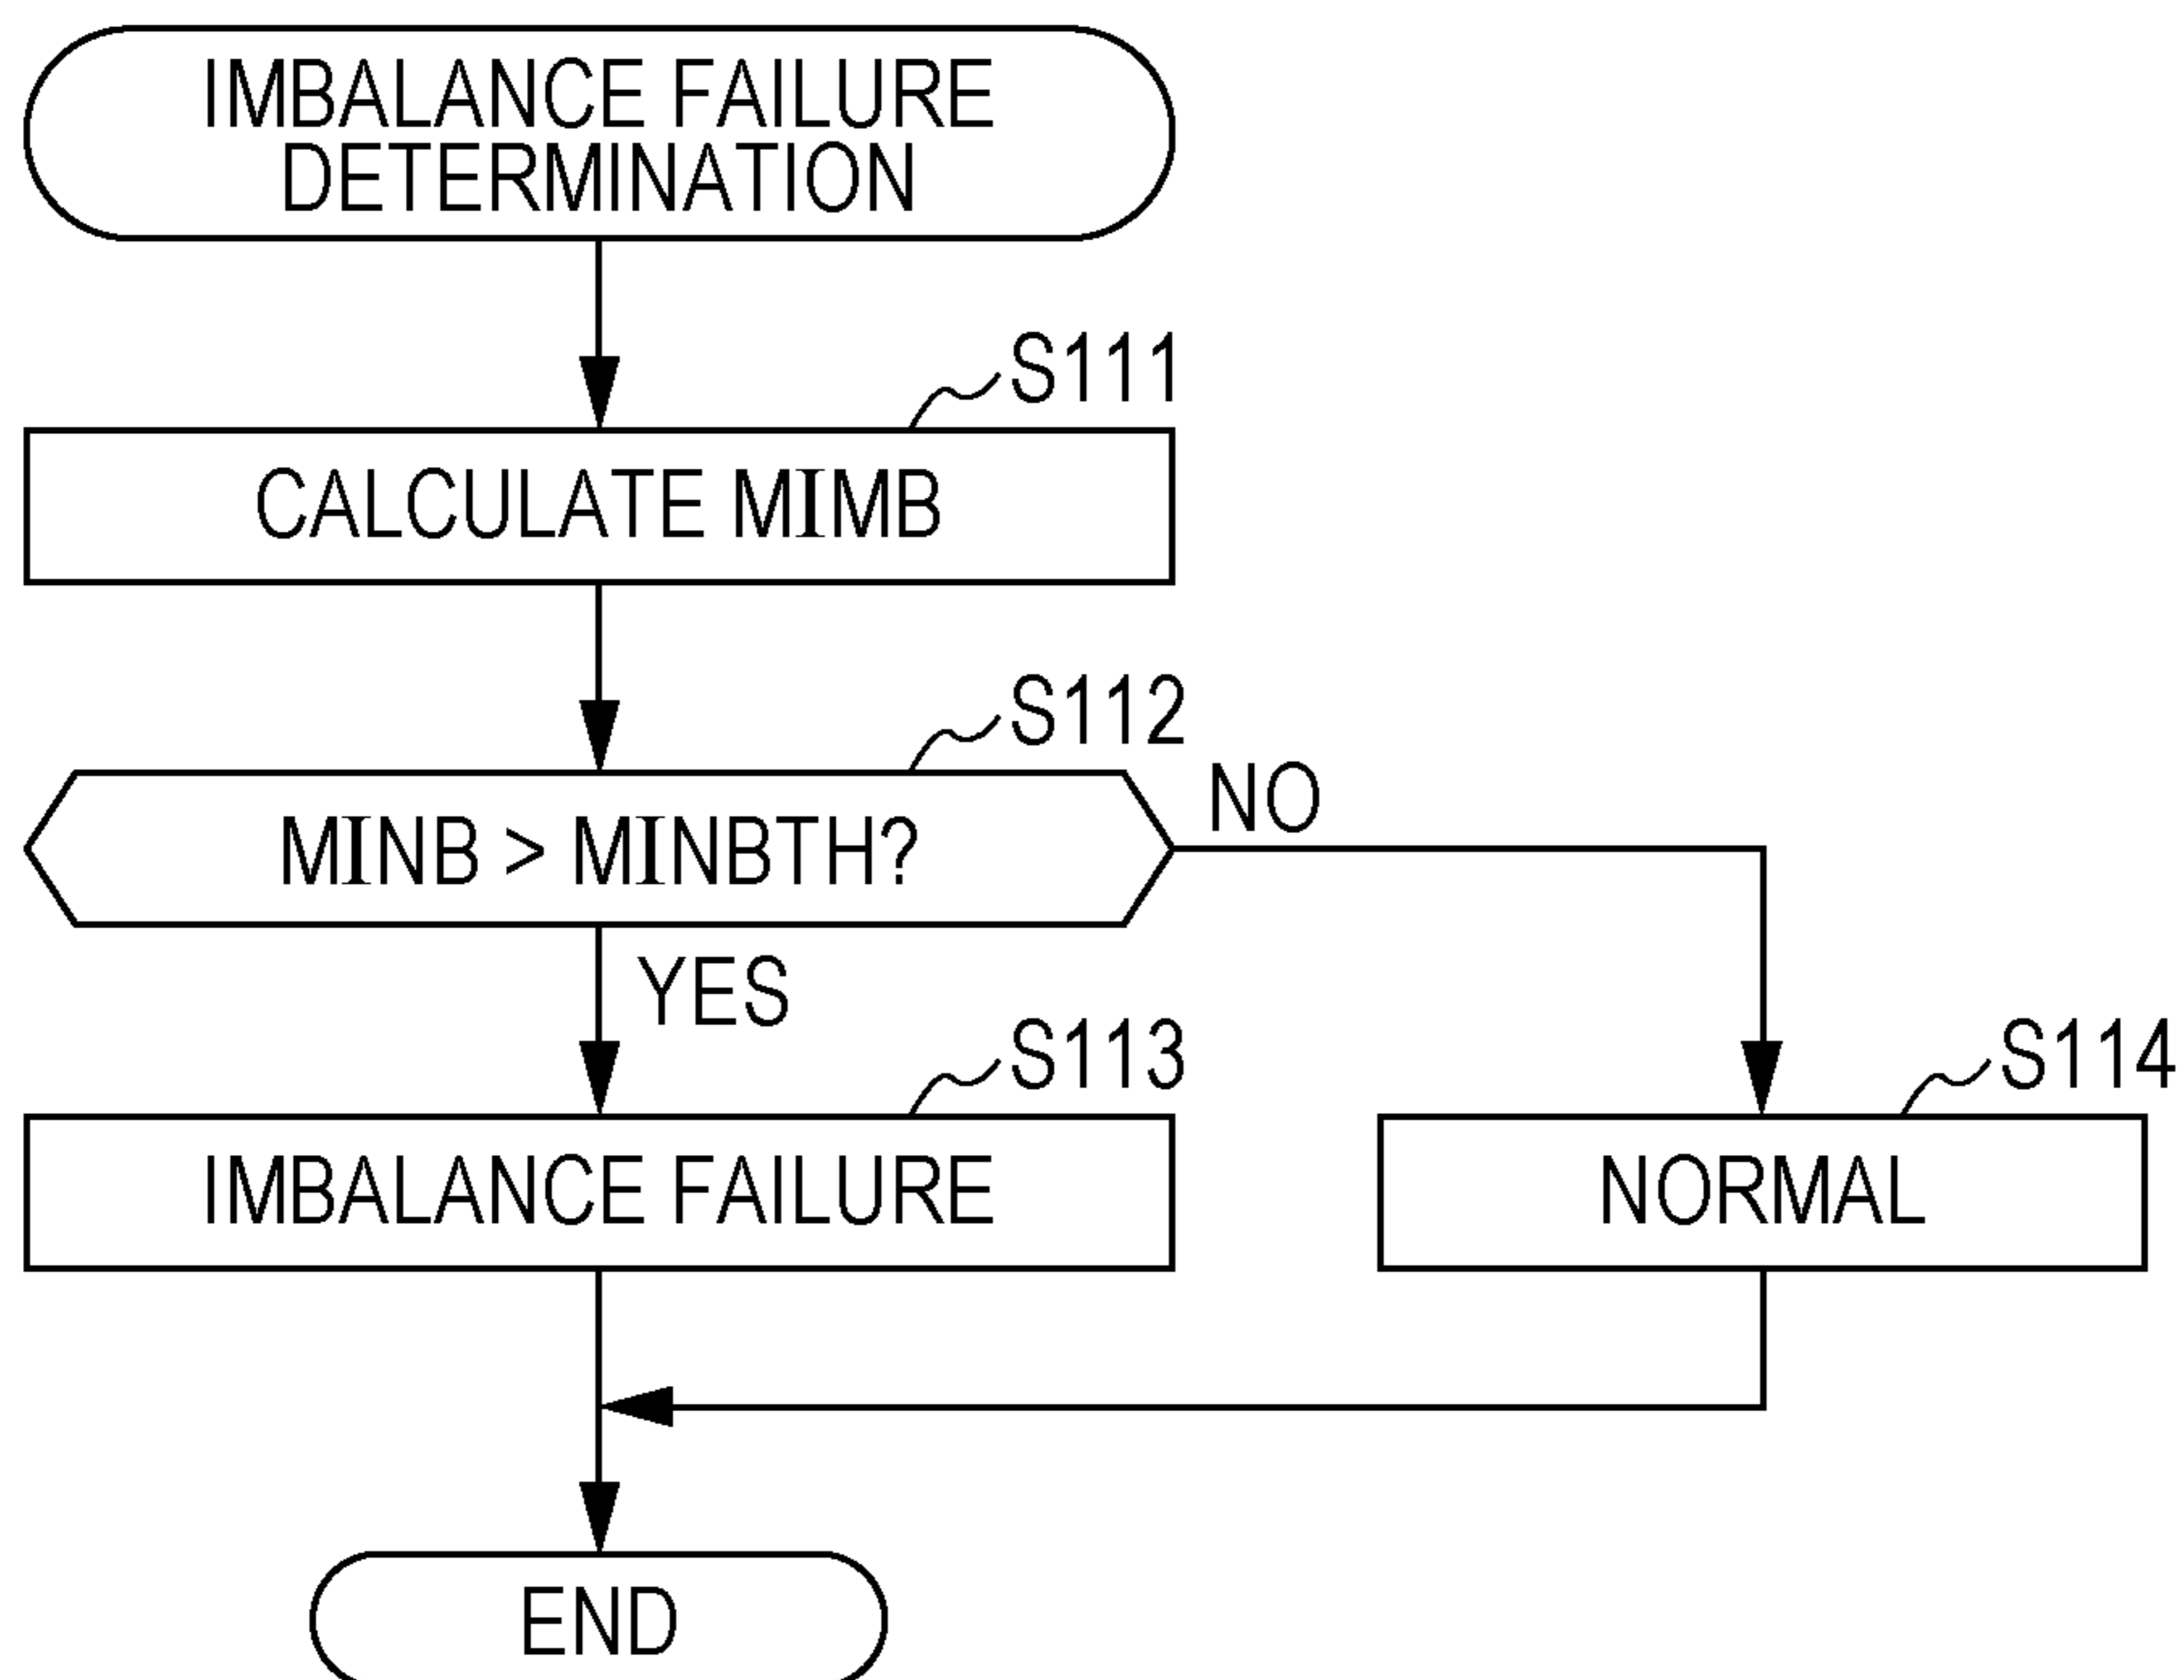 IMBALANCE FAILURE
DETERMINATION
S111
CALCULATE MIMB
S112
MINB > MINBTH?
NO
YES
S113
S114
IMBALANCE FAILURE
NORMAL
END